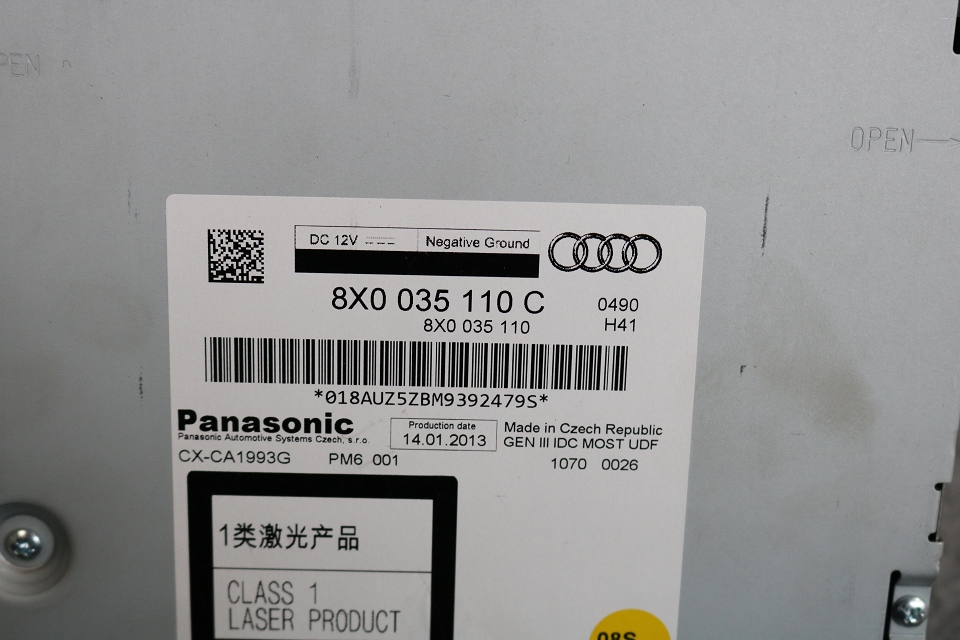 OPEN
DC 12V
Negative Ground
8X0 035 110 C
0490
8X0 035 110
H41
*018AUZ5ZBM9392479S*
Panasonic
Panasonic Automotive Systems Czech, s.r.o.
Production date
14.01.2013
Made in Czech Republic
GEN III IDC MOST UDF
CX-CA1993G PM6 001
1070 0026
1类激光产品
CLASS 1
LASER PRODUCT
08S